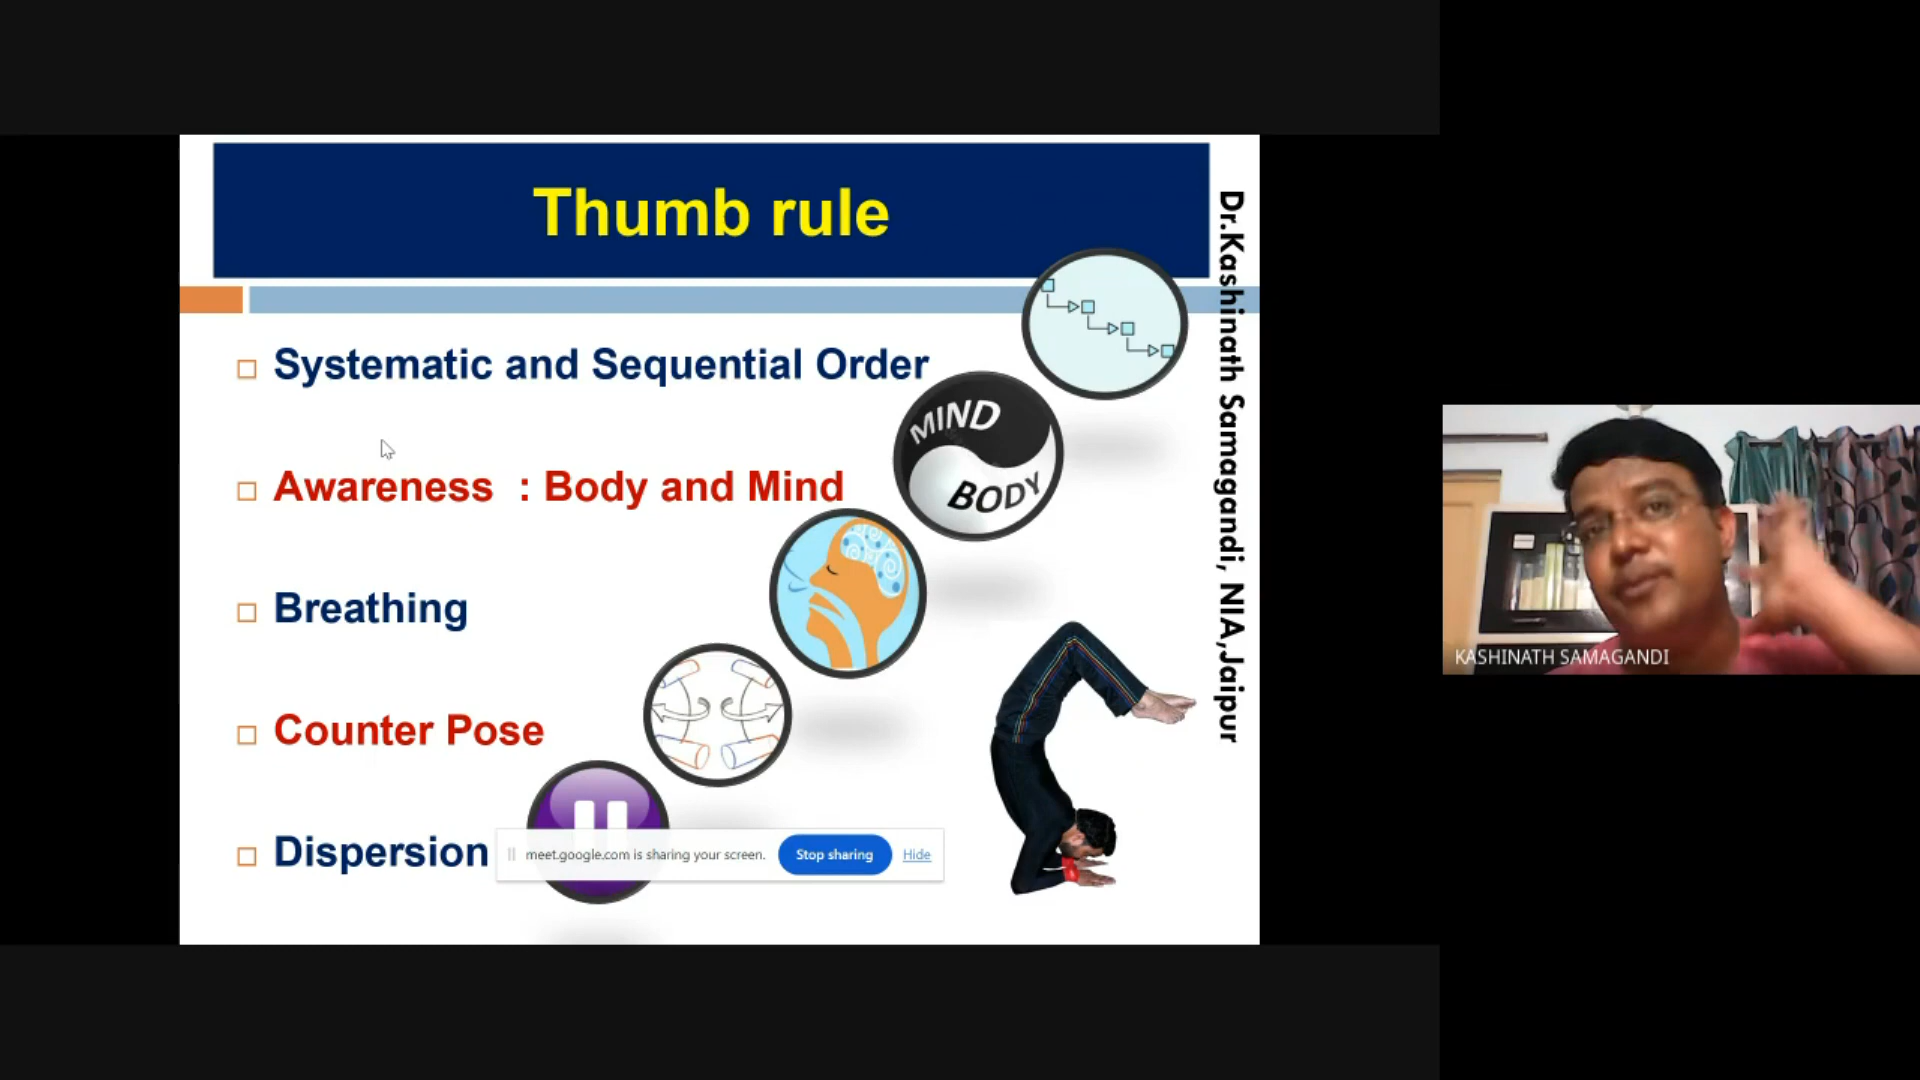 Thumb rule
Systematic and Sequential Order
Awareness : Body and Mind
Breathing
Counter Pose
Dispersion
MIND
BODY
meet.google.com is sharing your screen.
Stop sharing
Hide
Dr.Kashinath Samagandi, NIA,Jaipur
KASHINATH SAMAGANDI